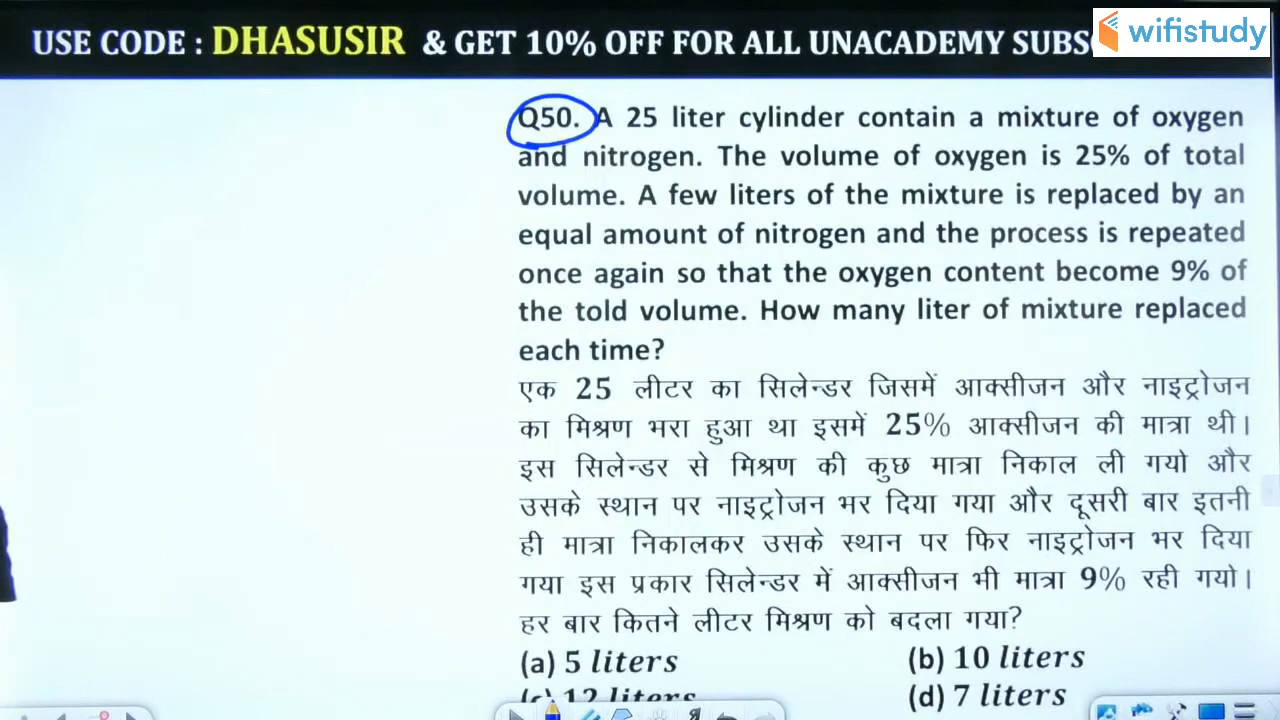 USE CODE : DHASUSIR & GET 10% OFF FOR ALL UNACADEMY SUBS
wifistudy
Q50. A 25 liter cylinder contain a mixture of oxygen
and nitrogen. The volume of oxygen is 25% of total
volume. A few liters of the mixture is replaced by an
equal amount of nitrogen and the process is repeated
once again so that the oxygen content become 9% of
the told volume. How many liter of mixture replaced
each time?
एक 25 लीटर का सिलेन्डर जिसमें आक्सीजन और नाइट्रोजन
का मिश्रण भरा हुआ था इसमें 25% आक्सीजन की मात्रा थी।
इस सिलेन्डर से मिश्रण की कुछ मात्रा निकाल ली गयो और
उसके स्थान पर नाइट्रोजन भर दिया गया और दूसरी बार इतनी
ही मात्रा निकालकर उसके स्थान पर फिर नाइट्रोजन भर दिया
गया इस प्रकार सिलेन्डर में आक्सीजन भी मात्रा 9% रही गयो।
हर बार कितने लीटर मिश्रण को बदला गया?
(a) 5 liters (b) 10 liters
(c) 12 liters (d) 7 liters